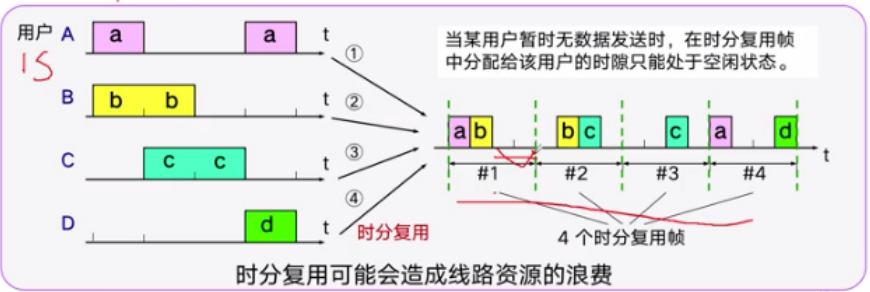 用户 A a a t ①
1S
B b b t ②
C c c t ③
D d t ④
时分复用
当某用户暂时无数据发送时，在时分复用帧
中分配给该用户的时隙只能处于空闲状态。
a b b c c a d t
#1 #2 #3 #4
4 个时分复用帧
时分复用可能会造成线路资源的浪费